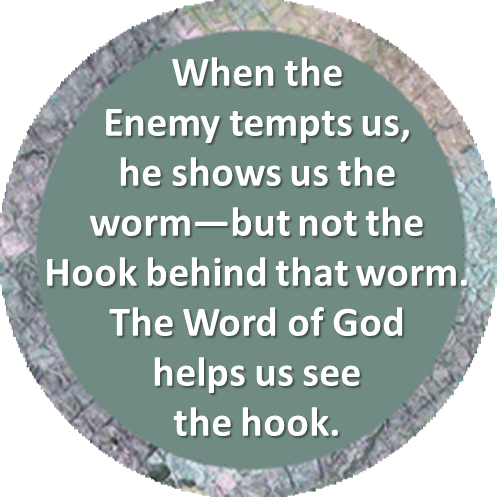 When the
Enemy tempts us,
he shows us the
worm—but not the
Hook behind that worm.
The Word of God
helps us see
the hook.